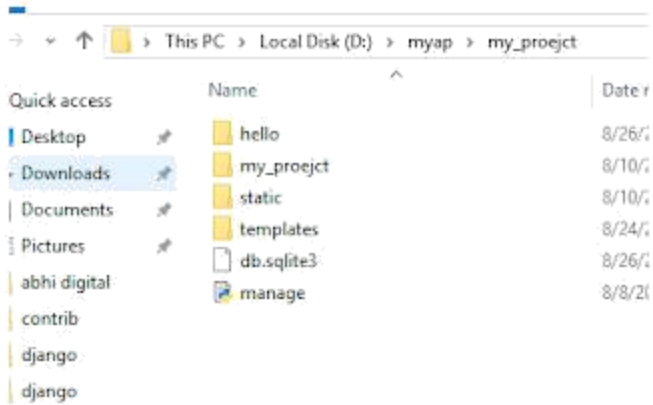 This PC > Local Disk (D:) > myap > my_proejct
Name Date
Quick access
Desktop
Downloads
Documents
Pictures
abhi digital
contrib
django
django
hello 8/26/
my_proejct 8/10/
static 8/10/
templates 8/24/
db.sqlite3 8/26/
manage 8/8/20